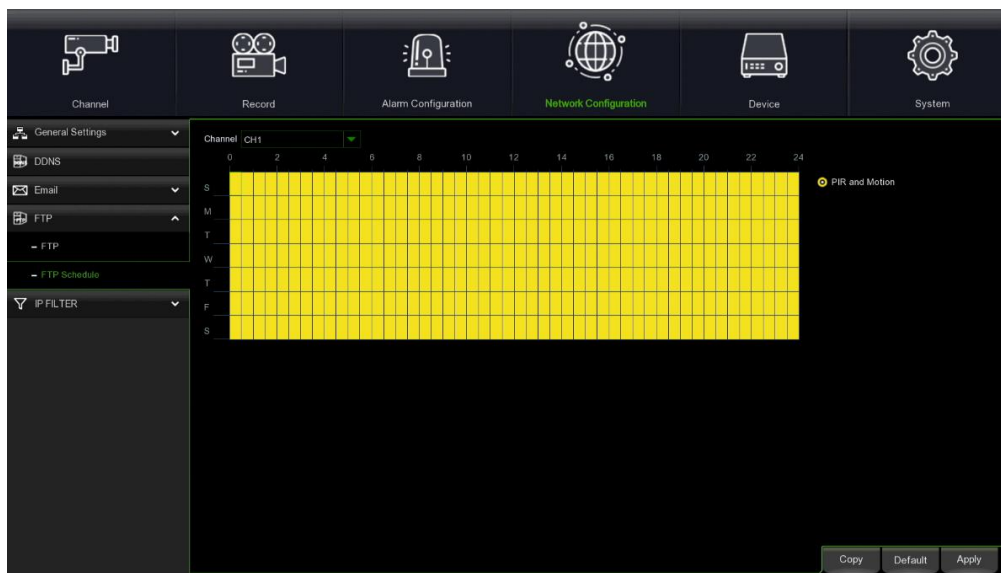 Channel Record Alarm Configuration Network Configuration Device System
General Settings
DDNS
Email
FTP
– FTP
– FTP Schedule
IP FILTER
Channel CH1
0 2 4 6 8 10 12 14 16 18 20 22 24
S
M
T
W
T
F
S
PIR and Motion
Copy Default Apply